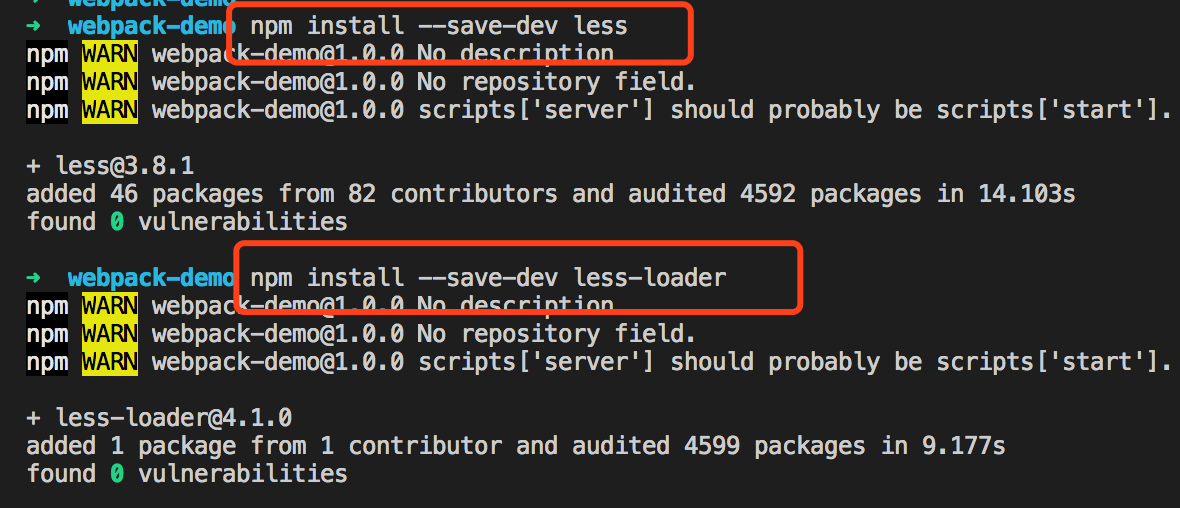 ➜ webpack-demo
➜ webpack-demo npm install --save-dev less
npm WARN webpack-demo@1.0.0 No description
npm WARN webpack-demo@1.0.0 No repository field.
npm WARN webpack-demo@1.0.0 scripts['server'] should probably be scripts['start'].
+ less@3.8.1
added 46 packages from 82 contributors and audited 4592 packages in 14.103s
found 0 vulnerabilities
➜ webpack-demo npm install --save-dev less-loader
npm WARN webpack-demo@1.0.0 No description
npm WARN webpack-demo@1.0.0 No repository field.
npm WARN webpack-demo@1.0.0 scripts['server'] should probably be scripts['start'].
+ less-loader@4.1.0
added 1 package from 1 contributor and audited 4599 packages in 9.177s
found 0 vulnerabilities